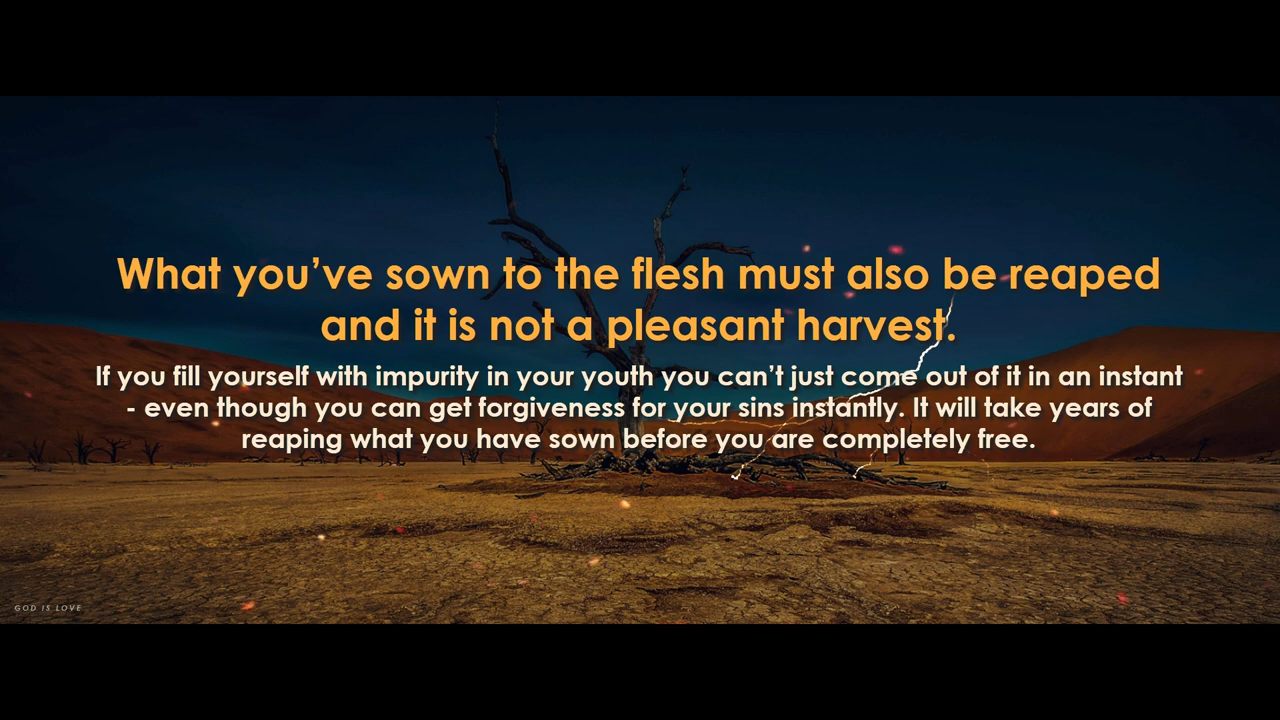 What you’ve sown to the flesh must also be reaped
and it is not a pleasant harvest.
If you fill yourself with impurity in your youth you can’t just come out of it in an instant
- even though you can get forgiveness for your sins instantly. It will take years of
reaping what you have sown before you are completely free.
GOD IS LOVE